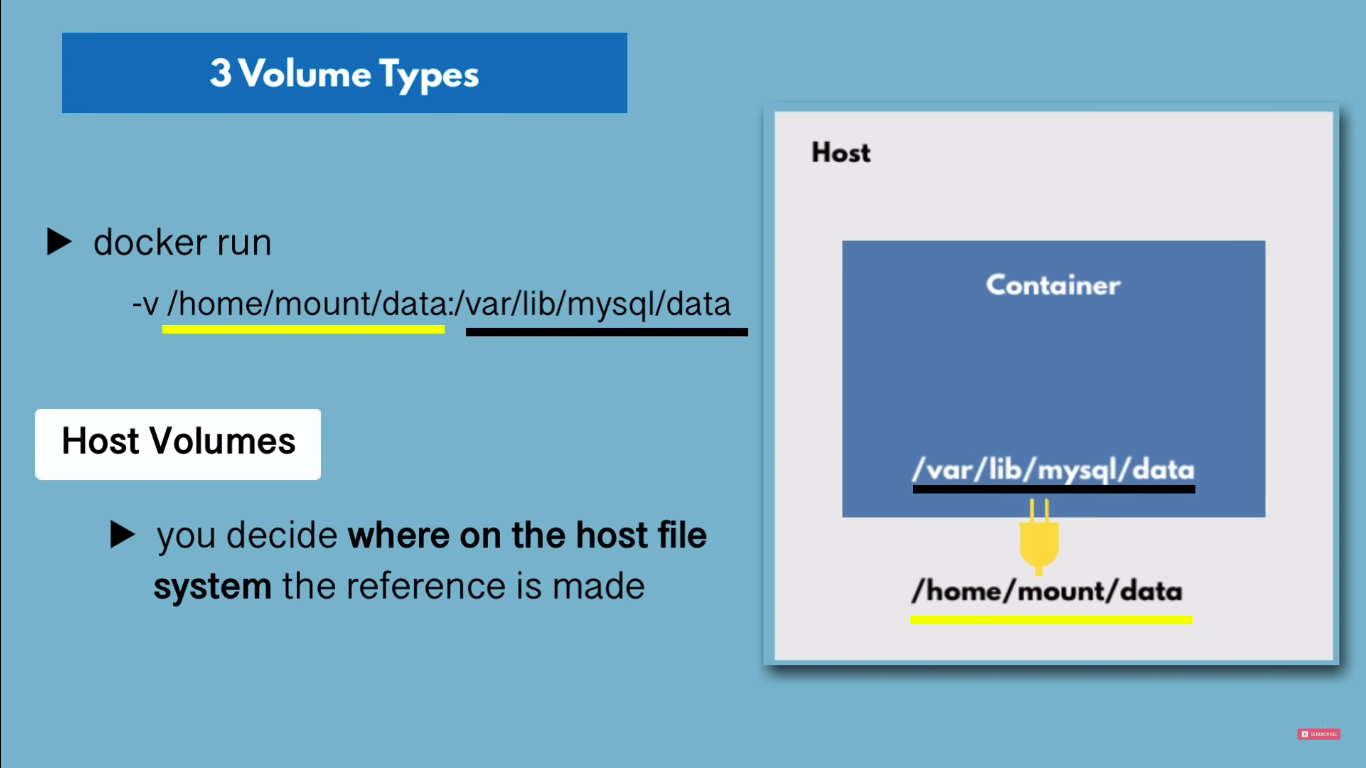 3 Volume Types
docker run
-v /home/mount/data:/var/lib/mysql/data
Host Volumes
you decide where on the host file
system the reference is made
Host
Container
/var/lib/mysql/data
/home/mount/data
SUBSCRIBE